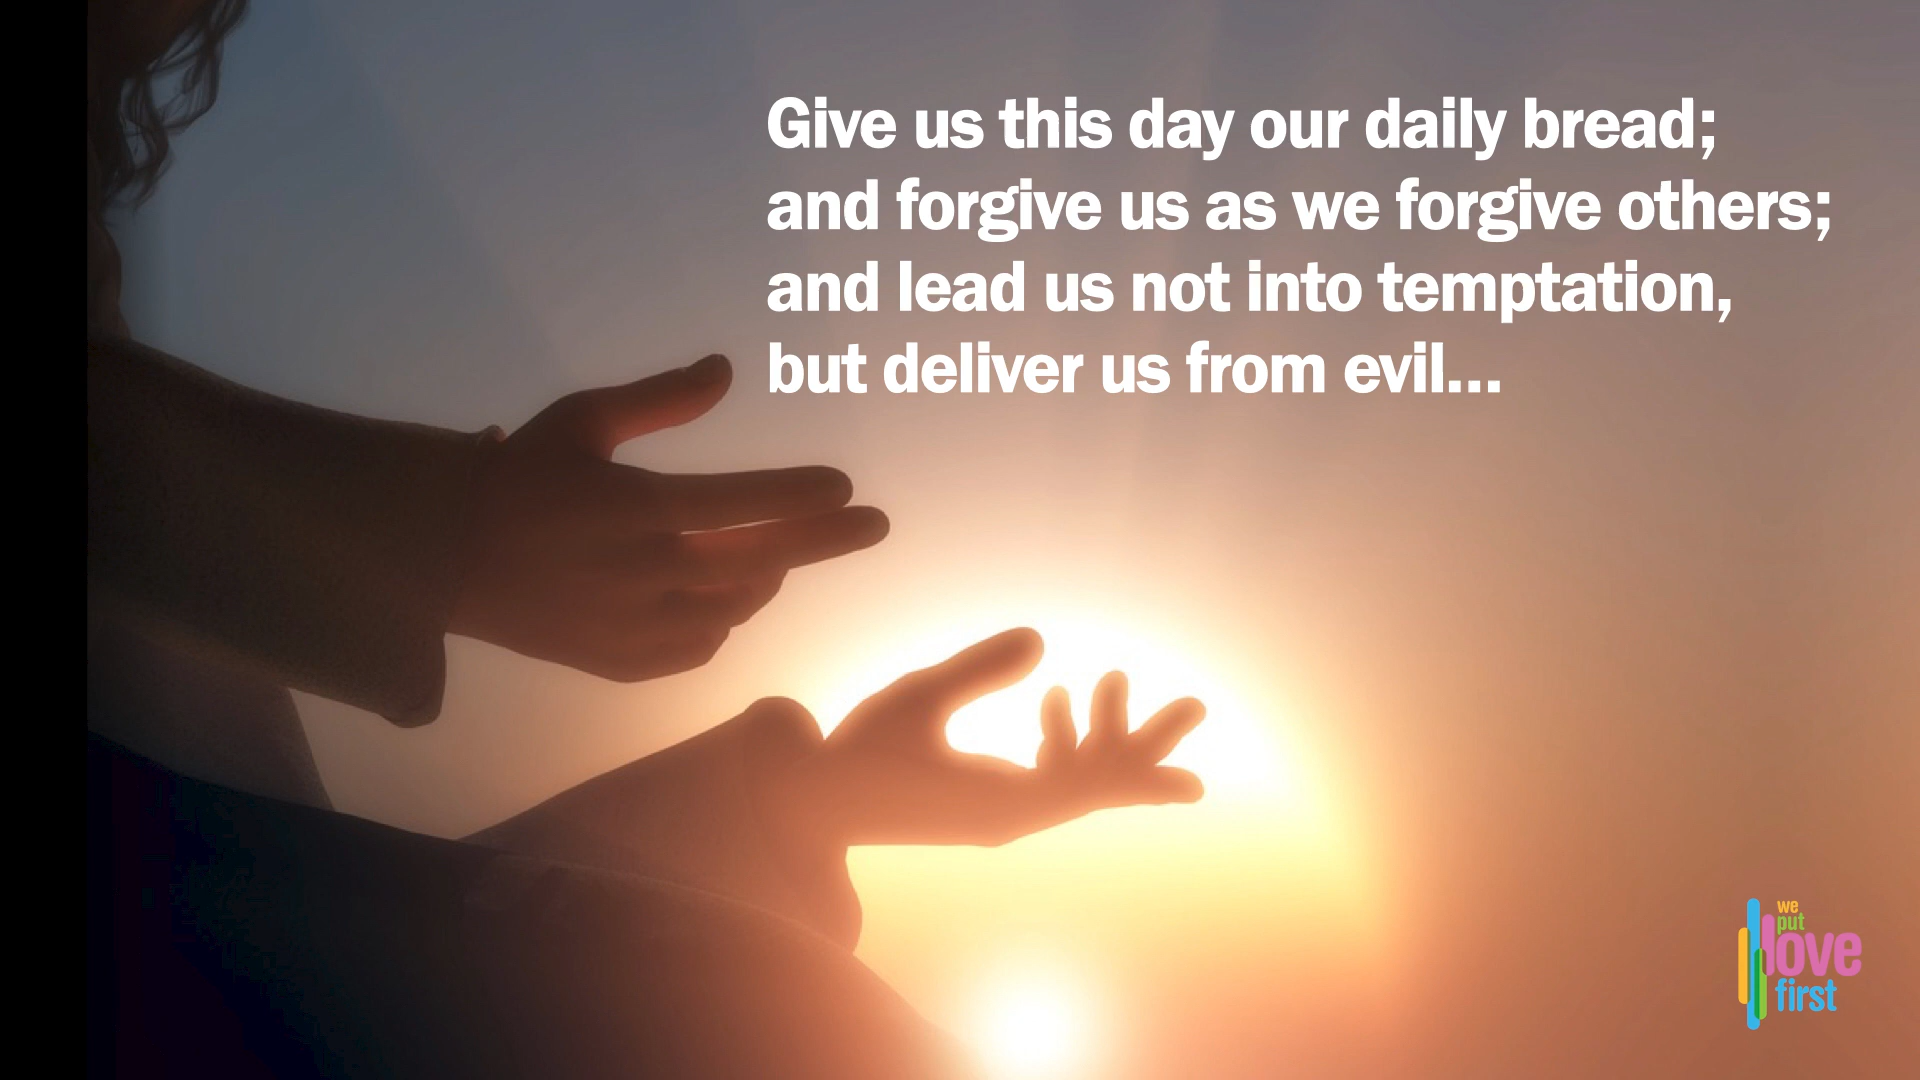 Give us this day our daily bread;
and forgive us as we forgive others;
and lead us not into temptation,
but deliver us from evil...
we
put
love
first